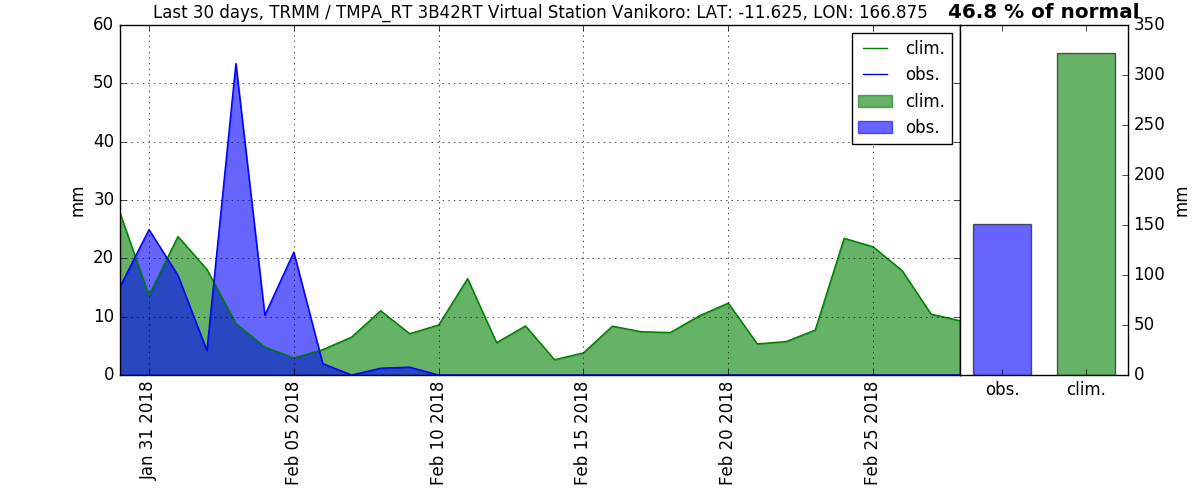 Last 30 days, TRMM / TMPA_RT 3B42RT Virtual Station Vanikoro: LAT: -11.625, LON: 166.875
46.8 % of normal
clim.
obs.
clim.
obs.
mm
60
50
40
30
20
10
0
Jan 31 2018
Feb 05 2018
Feb 10 2018
Feb 15 2018
Feb 20 2018
Feb 25 2018
obs.
clim.
350
300
250
200
150
100
50
0
mm